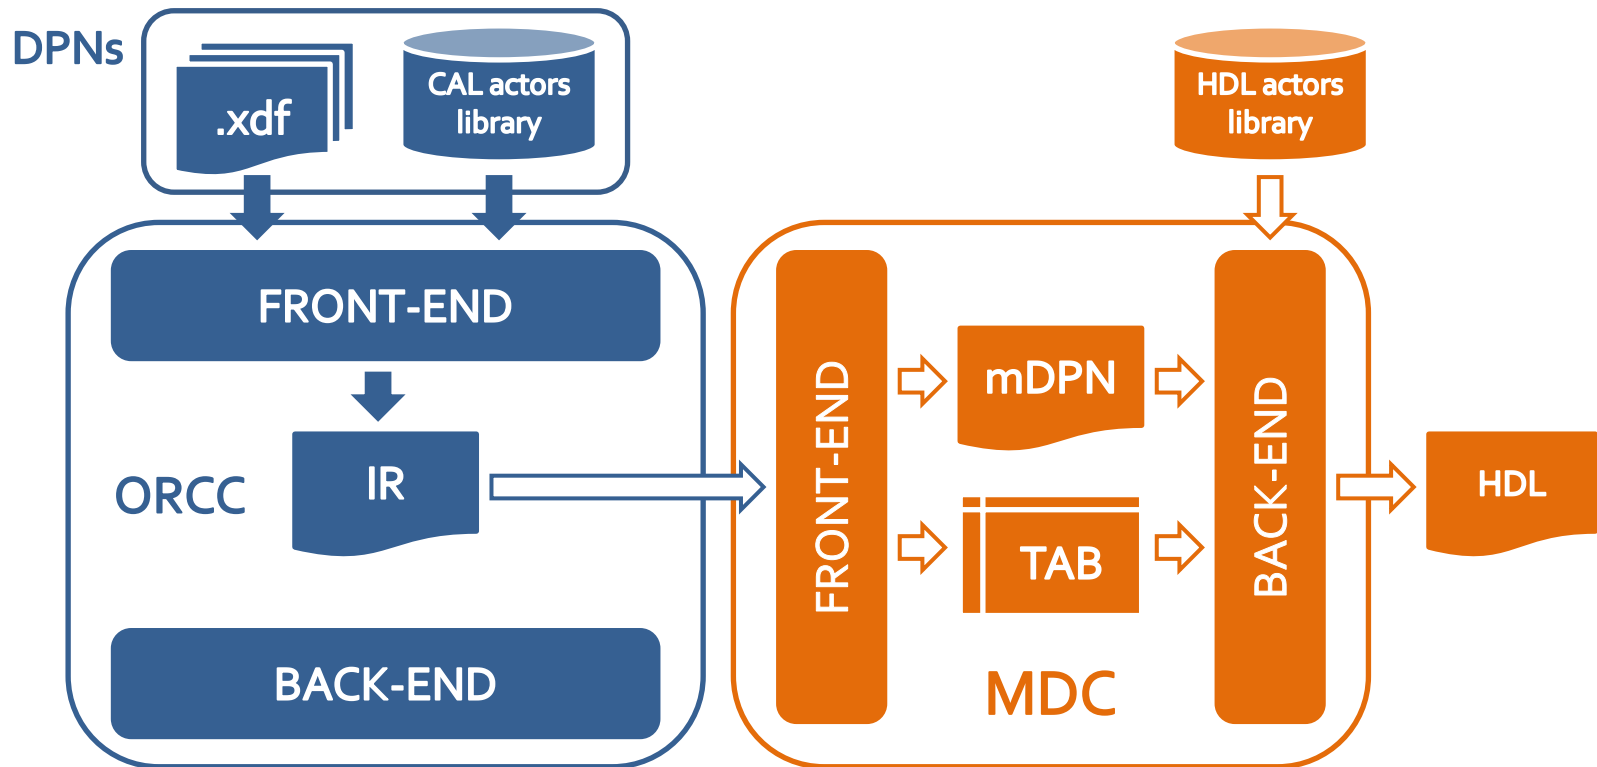 DPNs
.xdf
CAL actors
library
HDL actors
library
FRONT-END
IR
ORCC
BACK-END
FRONT-END
mDPN
TAB
MDC
BACK-END
HDL